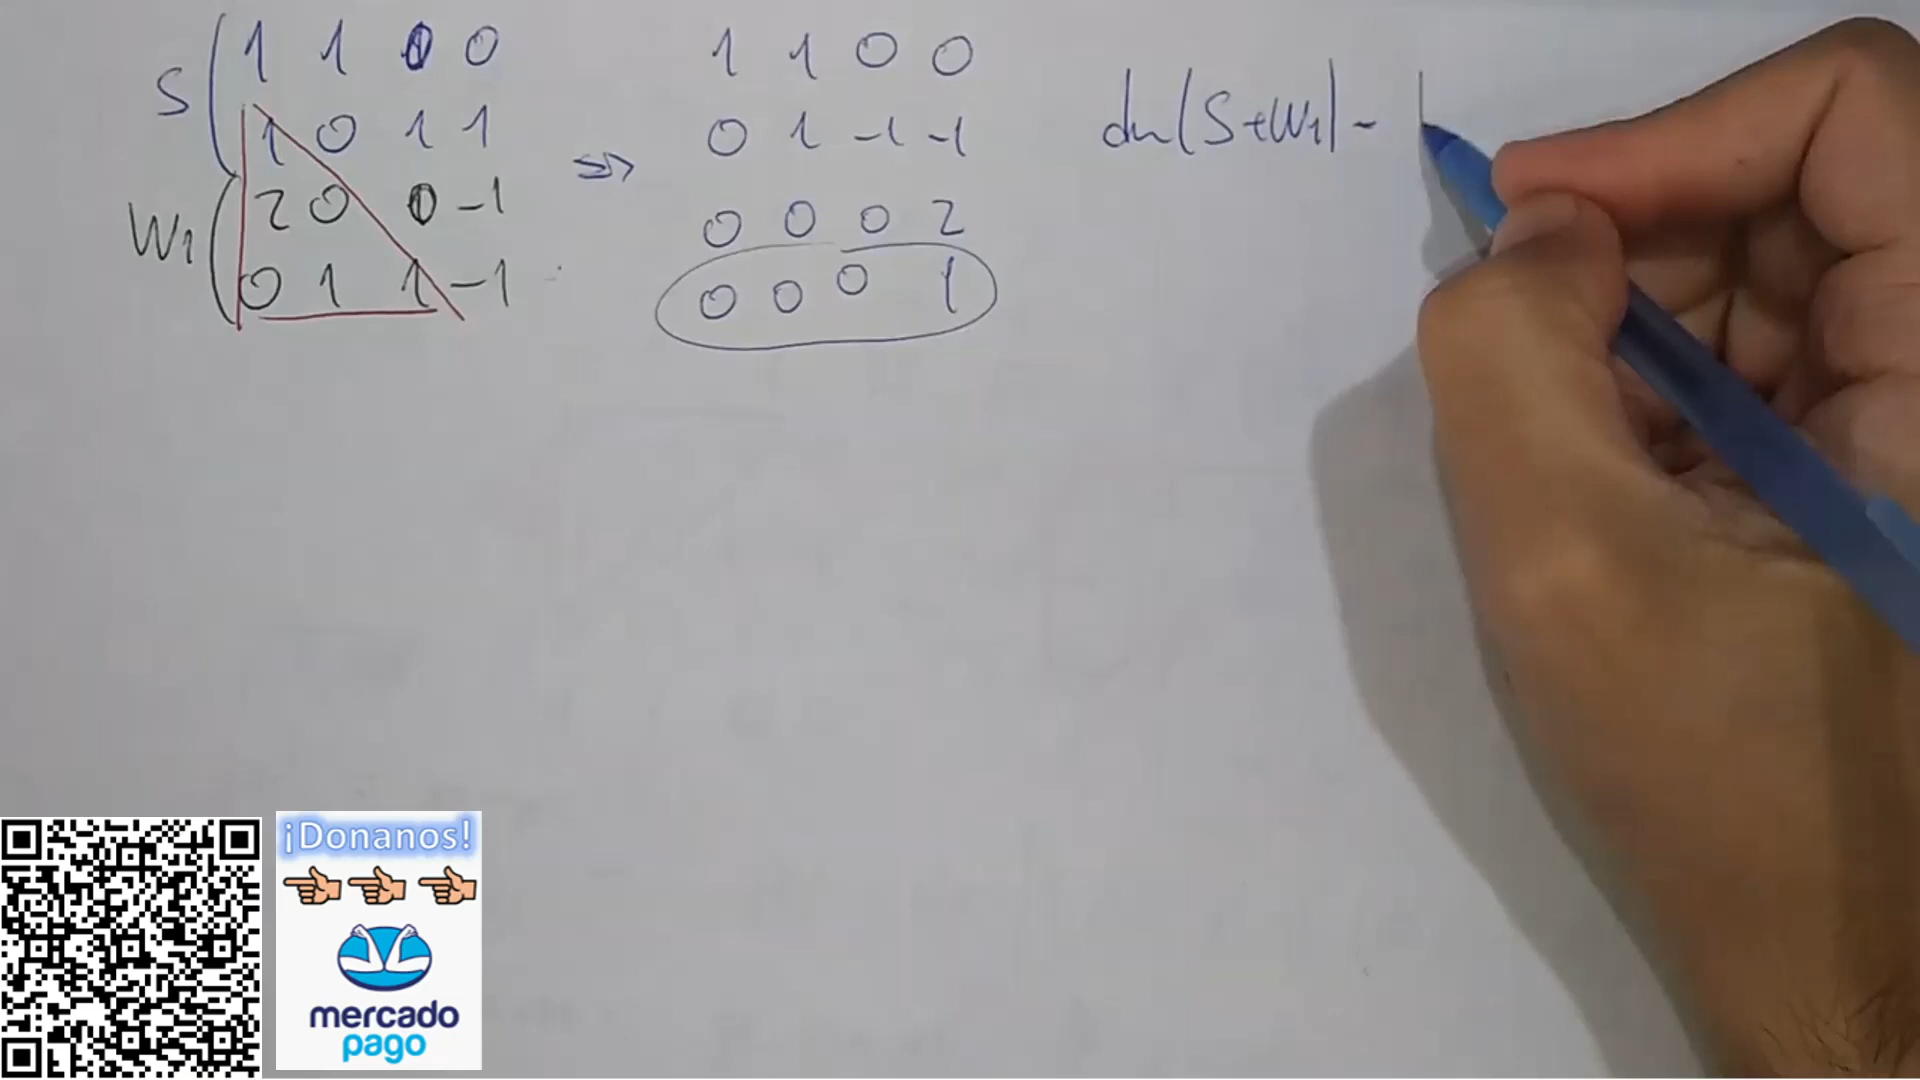 S 1 1 0 0
1 0 1 1
W1 2 0 0 -1
0 1 1 -1
⇒
1 1 0 0
0 1 -1 -1
0 0 0 2
0 0 0 1
dm(S+W1) =
¡Donanos!
mercado
pago